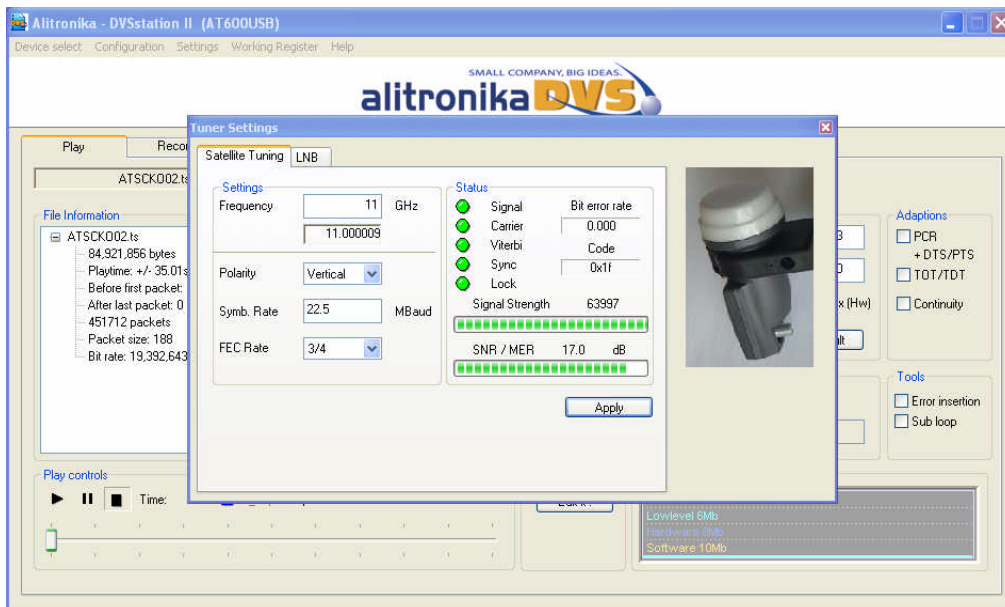 Alitronika - DVSstation II (AT600USB)
Device select Configuration Settings Working Register Help
SMALL COMPANY, BIG IDEAS.
alitronika DVS
Tuner Settings
Play
ATSCK002.ts
File Information
ATSCK002.ts
84,921,856 bytes
Playtime: +/- 35.01s
Before first packet:
After last packet: 0
451712 packets
Packet size: 188
Bit rate: 19,392,643
Satellite Tuning LNB
Settings
Frequency 11 GHz
11.000009
Polarity Vertical
Symb. Rate 22.5 MBaud
FEC Rate 3/4
Status
Signal Bit error rate
Carrier 0.000
Viterbi Code
Sync 0x1f
Lock
Signal Strength 63997
SNR / MER 17.0 dB
Apply
(Hw)
Adaptions
PCR
+ DTS/PTS
TOT/TDT
Continuity
Tools
Error insertion
Sub loop
Play controls
Time:
Lowlevel 6Mb
Hardware 8Mb
Software 10Mb